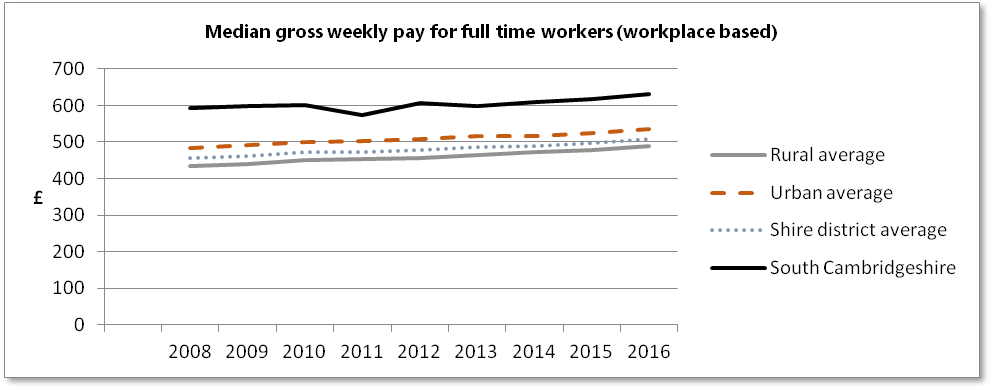 Median gross weekly pay for full time workers (workplace based)
700
600
500
400
300
200
100
0
£
2008 2009 2010 2011 2012 2013 2014 2015 2016
Rural average
Urban average
Shire district average
South Cambridgeshire